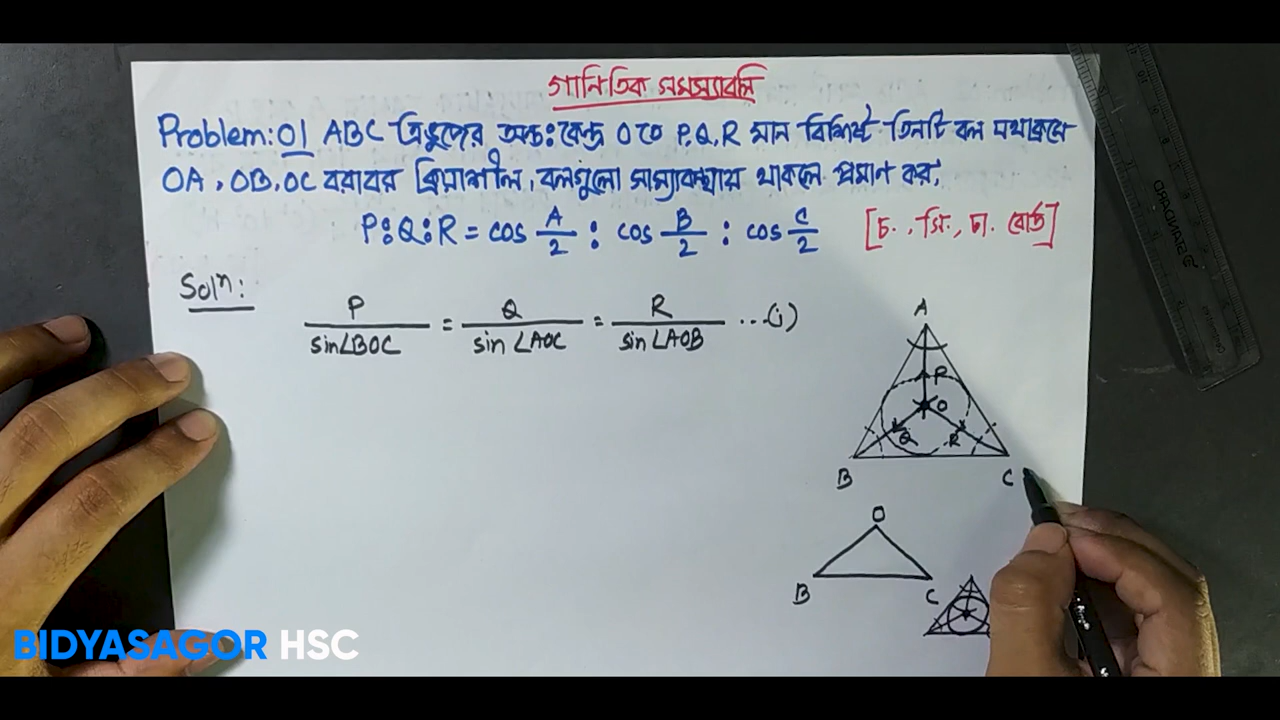 গানিতিক সমস্যাবলি
Problem: 01 ABC ত্রিভুজের অন্তঃকেন্দ্র O তে P, Q, R মান বিশিষ্ট তিনটি বল যথাক্রমে
OA, OB, OC বরাবর ক্রিয়াশীল, বলগুলো সাম্যাবস্থায় থাকলে প্রমাণ কর,
P:Q:R = cos A/2 : cos B/2 : cos C/2 [চ., সি., ঢা. বোর্ড]
Solⁿ:
P/sin∠BOC = Q/sin∠AOC = R/sin∠AOB ...(i)
A
P
O
Q R
B C
O
B C
BIDYASAGOR HSC